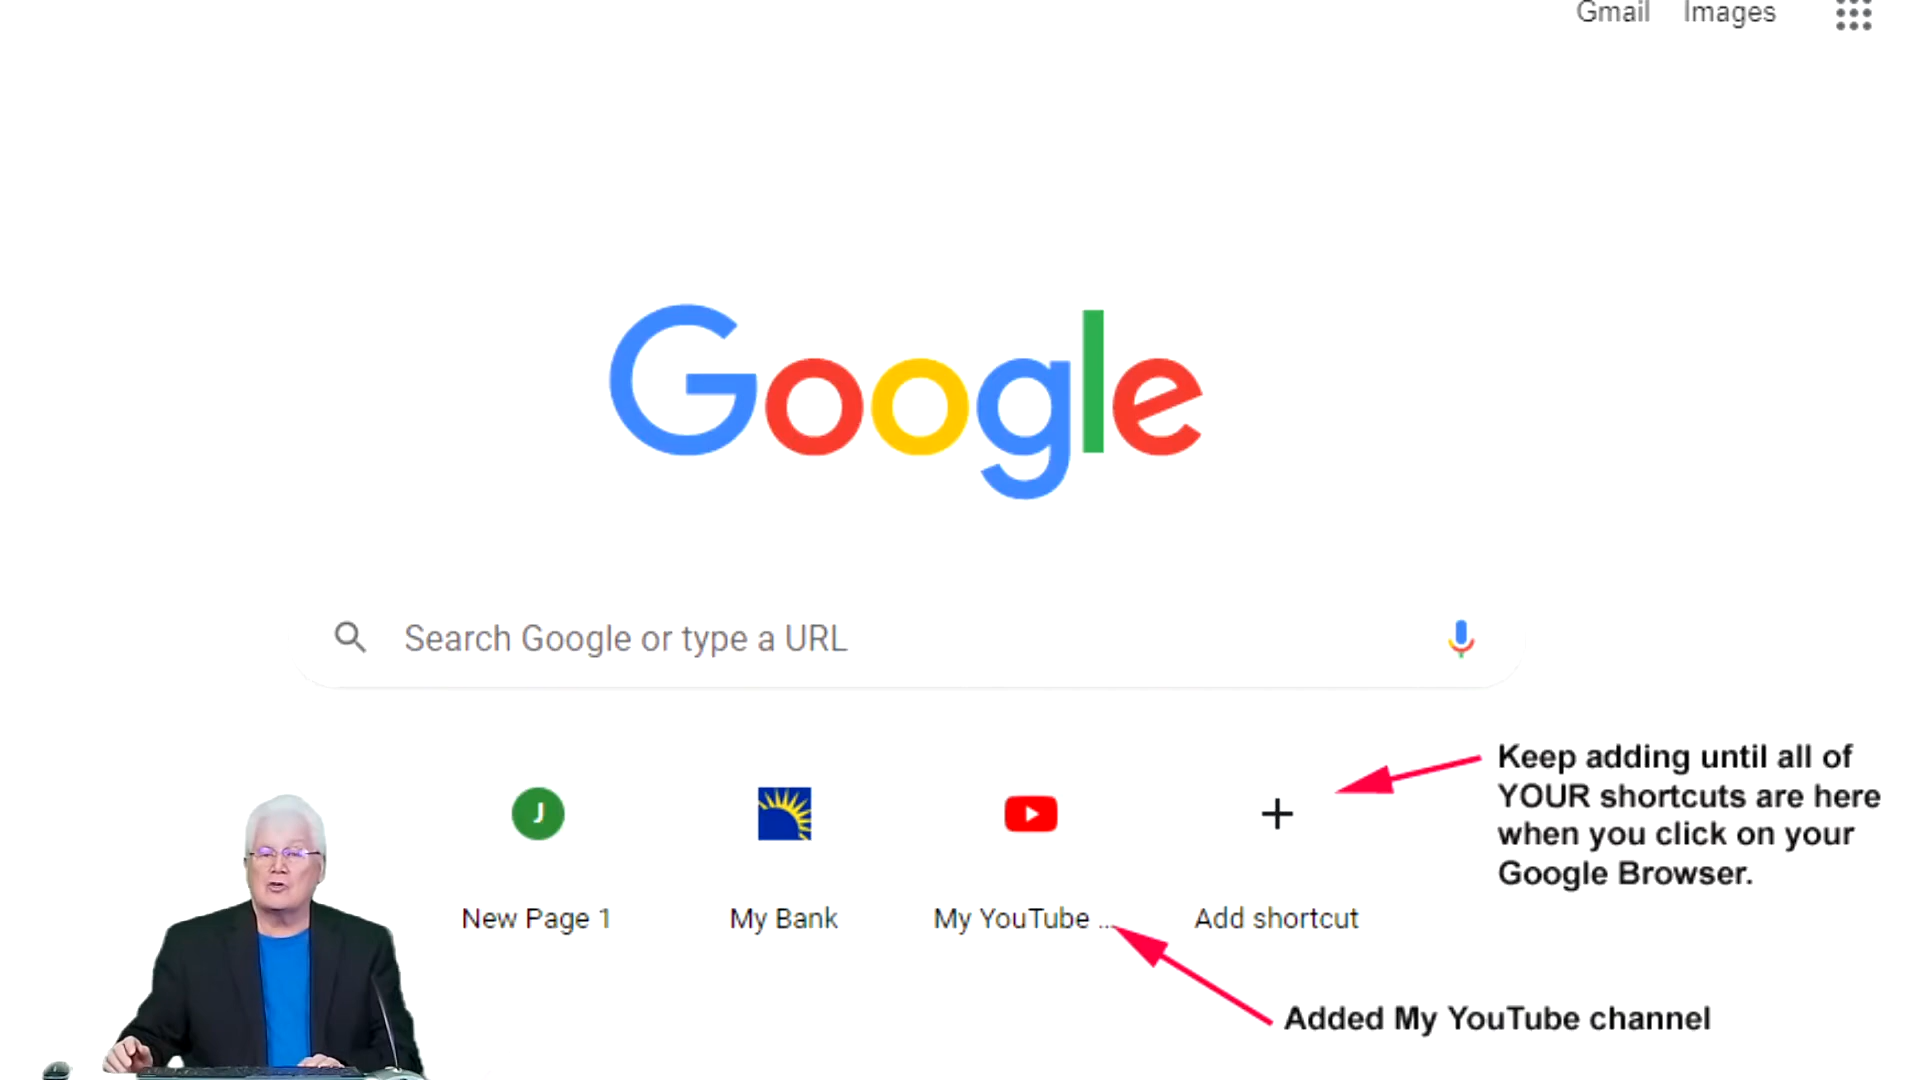 Gmail Images
Google
Search Google or type a URL
Keep adding until all of
YOUR shortcuts are here
when you click on your
Google Browser.
J
New Page 1
My Bank
My YouTube ...
Add shortcut
Added My YouTube channel